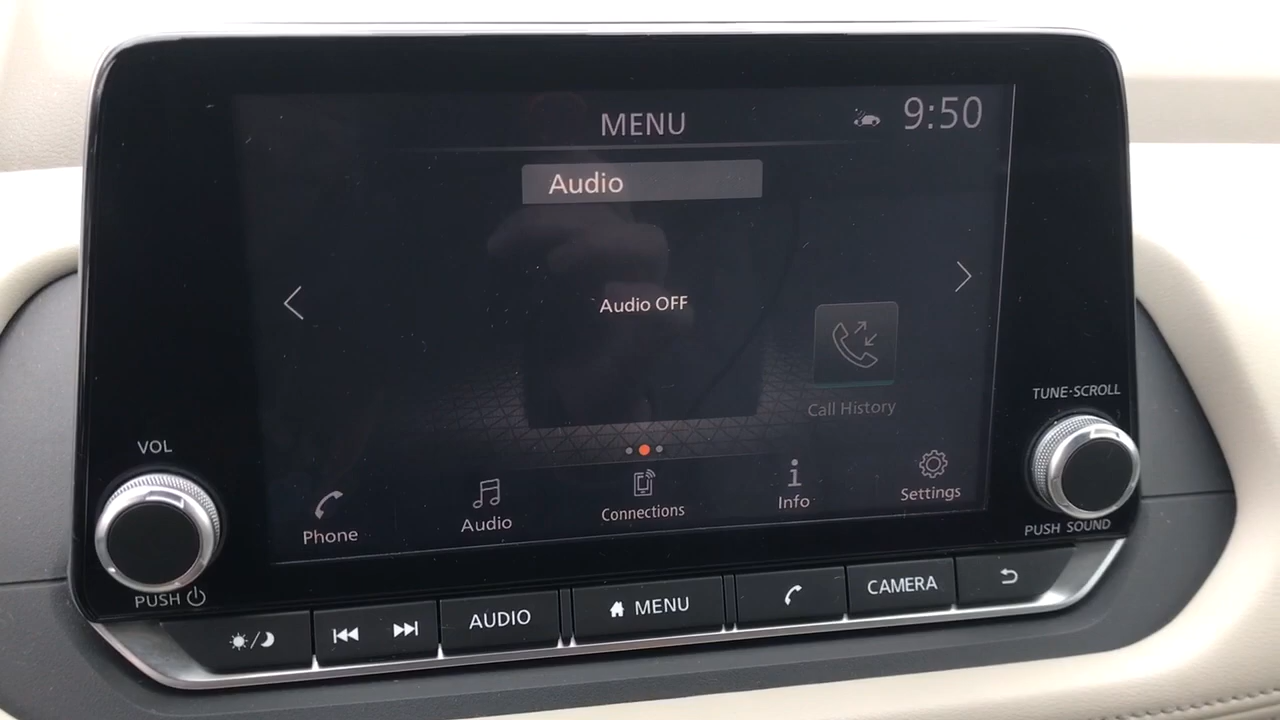 MENU
9:50
Audio
Audio OFF
Call History
Phone
Audio
Connections
Info
Settings
VOL
PUSH
TUNE·SCROLL
PUSH SOUND
AUDIO
MENU
CAMERA